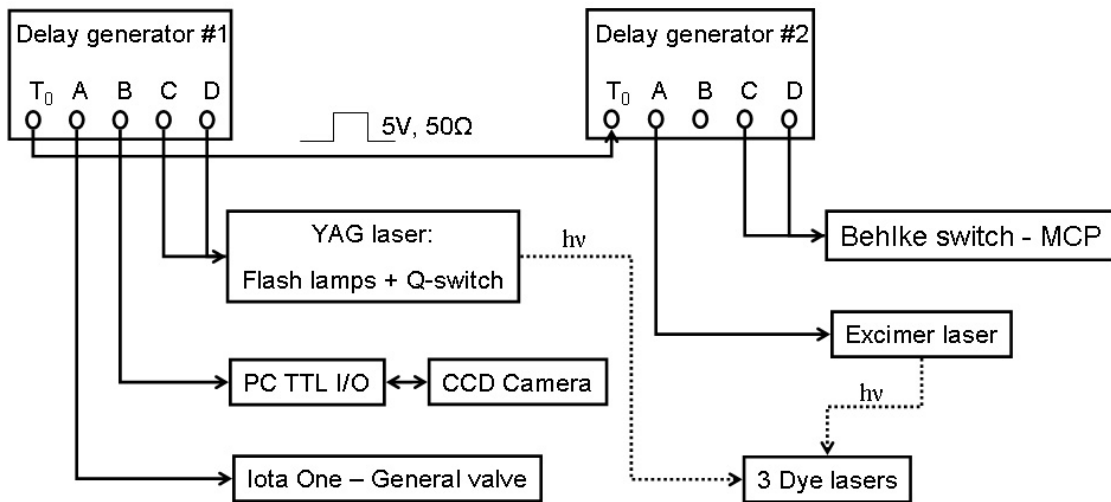 Delay generator #1
T0 A B C D
5V, 50Ω
Delay generator #2
T0 A B C D
YAG laser:
Flash lamps + Q-switch
hν
Behlke switch - MCP
Excimer laser
hν
PC TTL I/O
CCD Camera
Iota One – General valve
3 Dye lasers